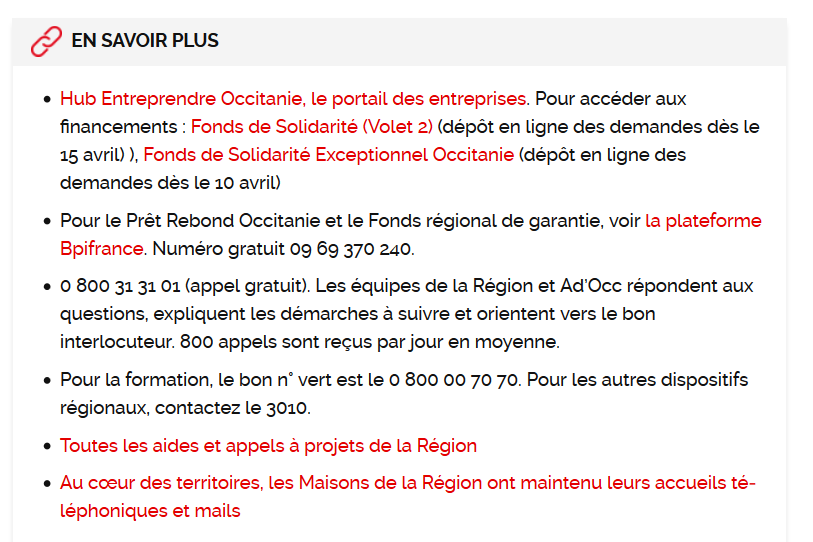 EN SAVOIR PLUS
Hub Entreprendre Occitanie, le portail des entreprises. Pour accéder aux
financements : Fonds de Solidarité (Volet 2) (dépôt en ligne des demandes dès le
15 avril) ), Fonds de Solidarité Exceptionnel Occitanie (dépôt en ligne des
demandes dès le 10 avril)
Pour le Prêt Rebond Occitanie et le Fonds régional de garantie, voir la plateforme
Bpifrance. Numéro gratuit 09 69 370 240.
0 800 31 31 01 (appel gratuit). Les équipes de la Région et Ad'Occ répondent aux
questions, expliquent les démarches à suivre et orientent vers le bon
interlocuteur. 800 appels sont reçus par jour en moyenne.
Pour la formation, le bon n° vert est le 0 800 00 70 70. Pour les autres dispositifs
régionaux, contactez le 3010.
Toutes les aides et appels à projets de la Région
Au cœur des territoires, les Maisons de la Région ont maintenu leurs accueils té-
léphoniques et mails